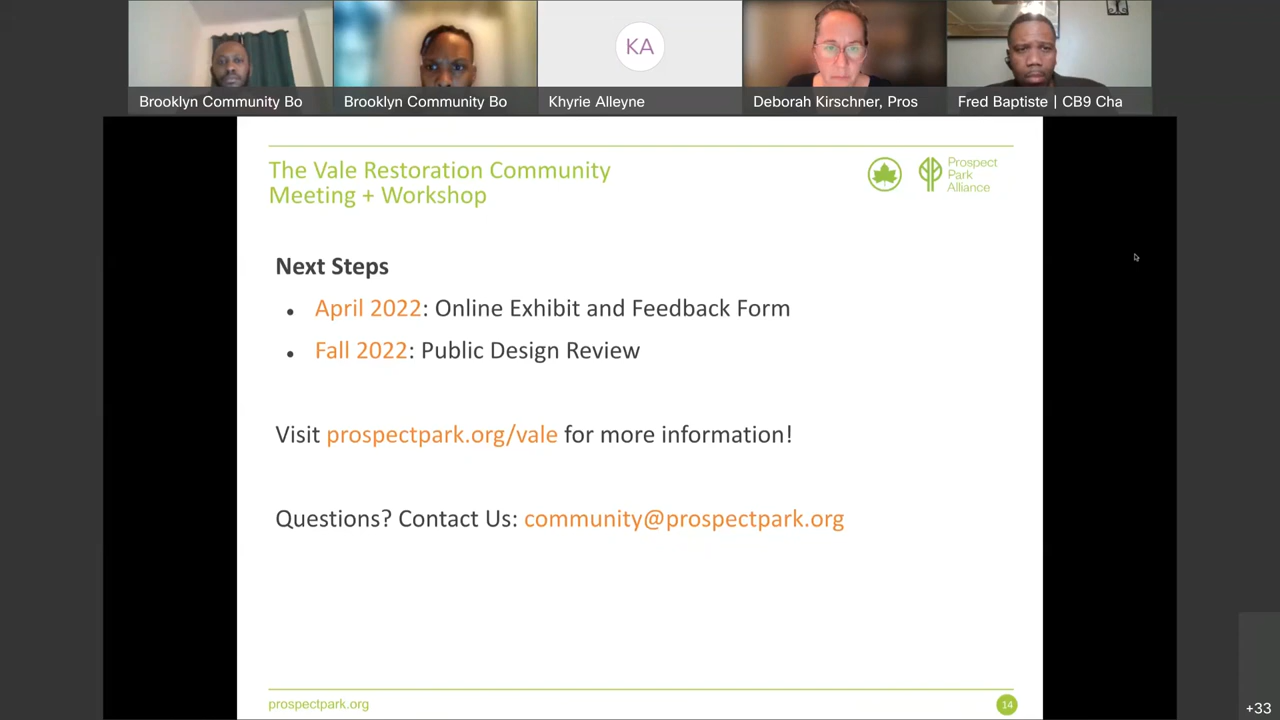 KA
Brooklyn Community Bo
Brooklyn Community Bo
Khyrie Alleyne
Deborah Kirschner, Pros
Fred Baptiste | CB9 Cha
The Vale Restoration Community
Meeting + Workshop
Prospect
Park
Alliance
Next Steps
• April 2022: Online Exhibit and Feedback Form
• Fall 2022: Public Design Review
Visit prospectpark.org/vale for more information!
Questions? Contact Us: community@prospectpark.org
prospectpark.org
14
+33